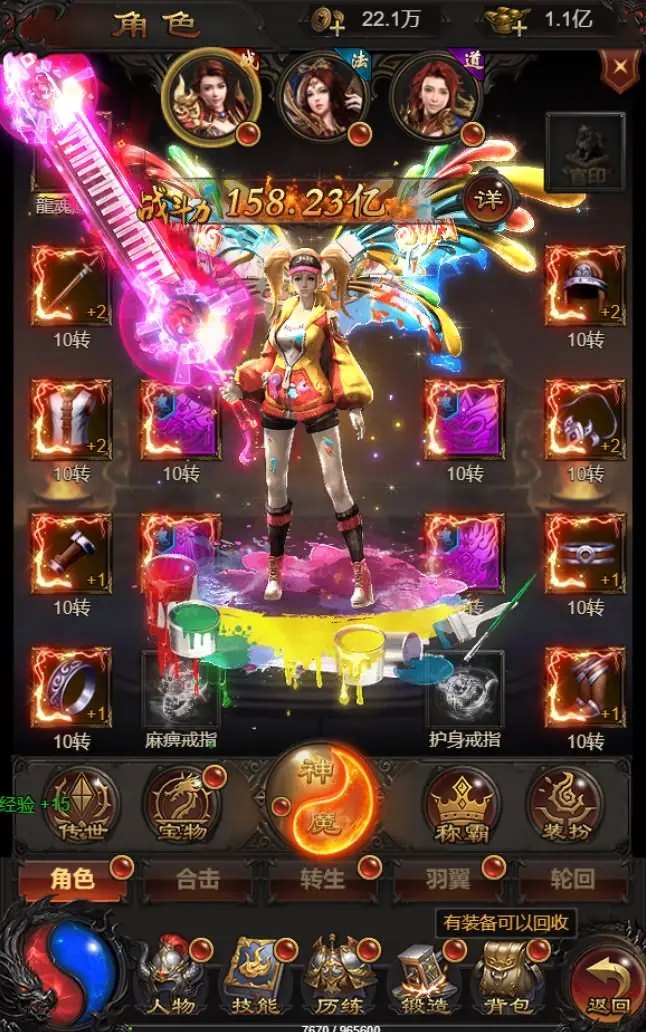 角色
22.1万
1.1亿
战
法
道
官印
龍魂
战斗力 158.23亿
详
+2
+2
10转
10转
+2
+2
10转
10转
10转
10转
+1
+1
10转
转
10转
+1
+1
10转
麻痹戒指
护身戒指
10转
经验 +15
传世
宝物
神
魔
称霸
装扮
角色
合击
转生
羽翼
轮回
有装备可以回收
人物
技能
历练
锻造
背包
返回
7670 / 965600